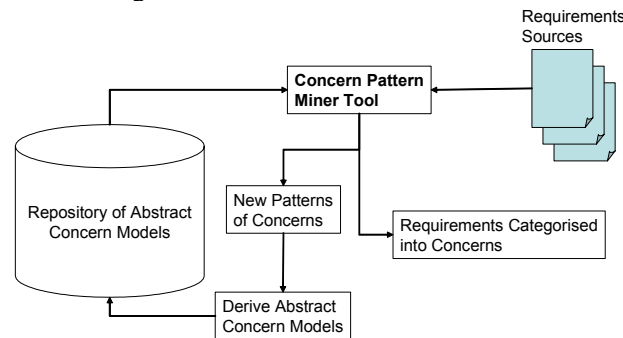 Requirements
Sources
Concern Pattern
Miner Tool
Repository of Abstract
Concern Models
New Patterns
of Concerns
Requirements Categorised
into Concerns
Derive Abstract
Concern Models